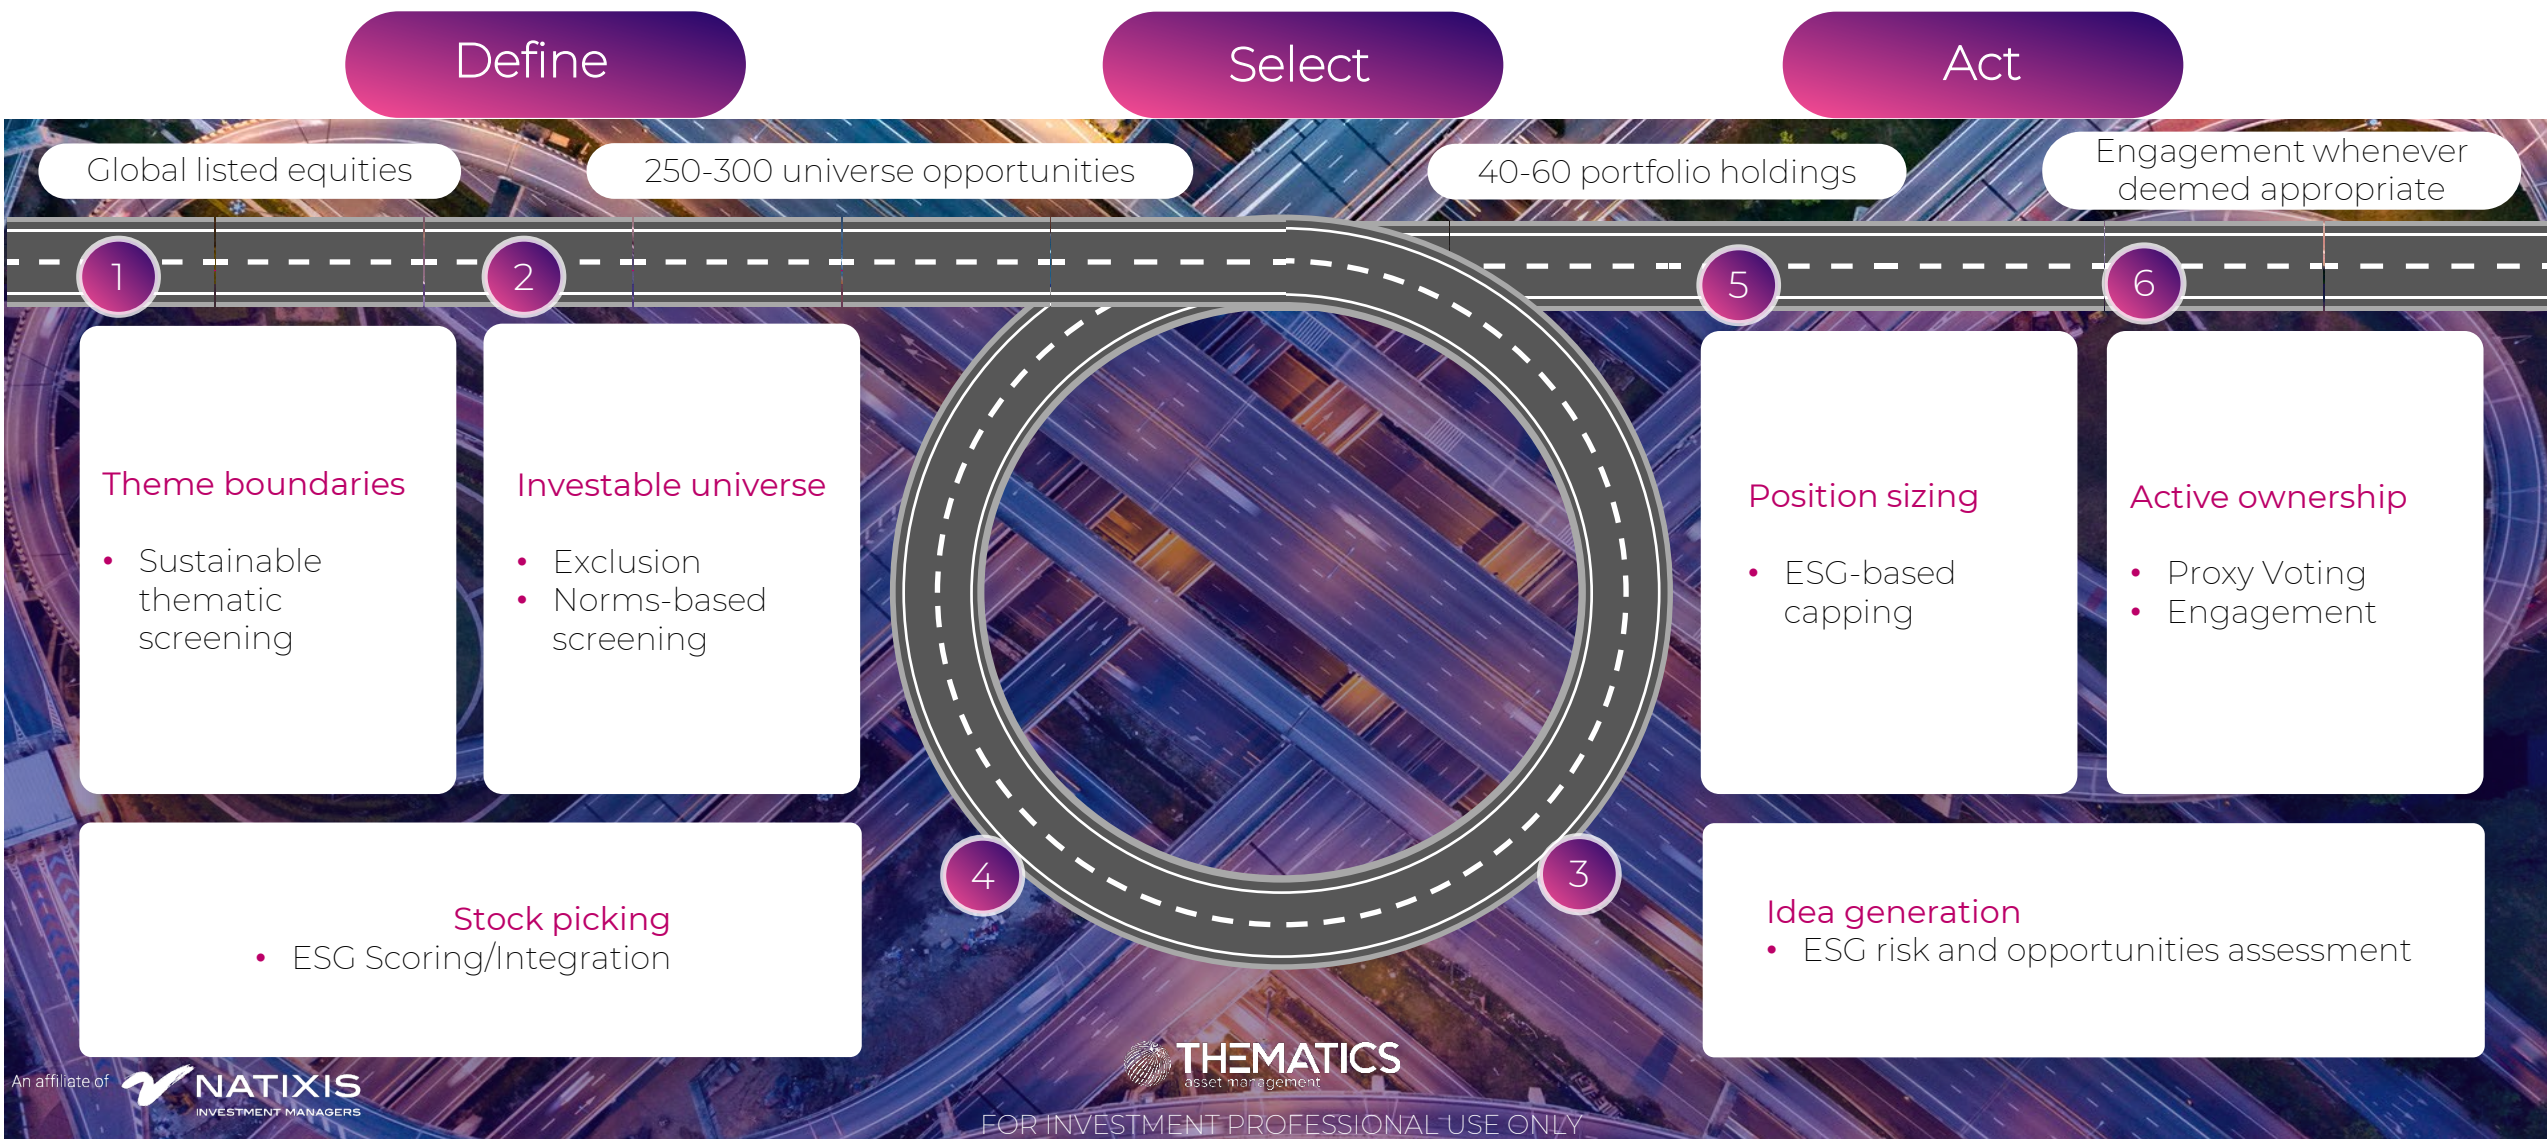 Define
Select
Act
Global listed equities
250-300 universe opportunities
40-60 portfolio holdings
Engagement whenever
deemed appropriate
1
2
5
6
Theme boundaries
• Sustainable
thematic
screening
Investable universe
• Exclusion
• Norms-based
screening
Position sizing
• ESG-based
capping
Active ownership
• Proxy Voting
• Engagement
4
3
Stock picking
• ESG Scoring/Integration
Idea generation
• ESG risk and opportunities assessment
An affiliate of
NATIXIS
INVESTMENT MANAGERS
THEMATICS
asset management
FOR INVESTMENT PROFESSIONAL USE ONLY